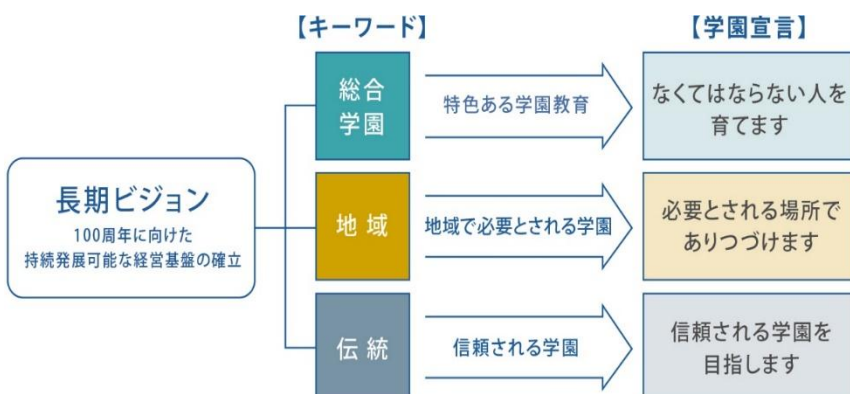 【キーワード】
【学園宣言】
長期ビジョン
100周年に向けた
持続発展可能な経営基盤の確立
総合
学園
特色ある学園教育
なくてはならない人を
育てます
地域
地域で必要とされる学園
必要とされる場所で
ありつづけます
伝統
信頼される学園
信頼される学園を
目指します